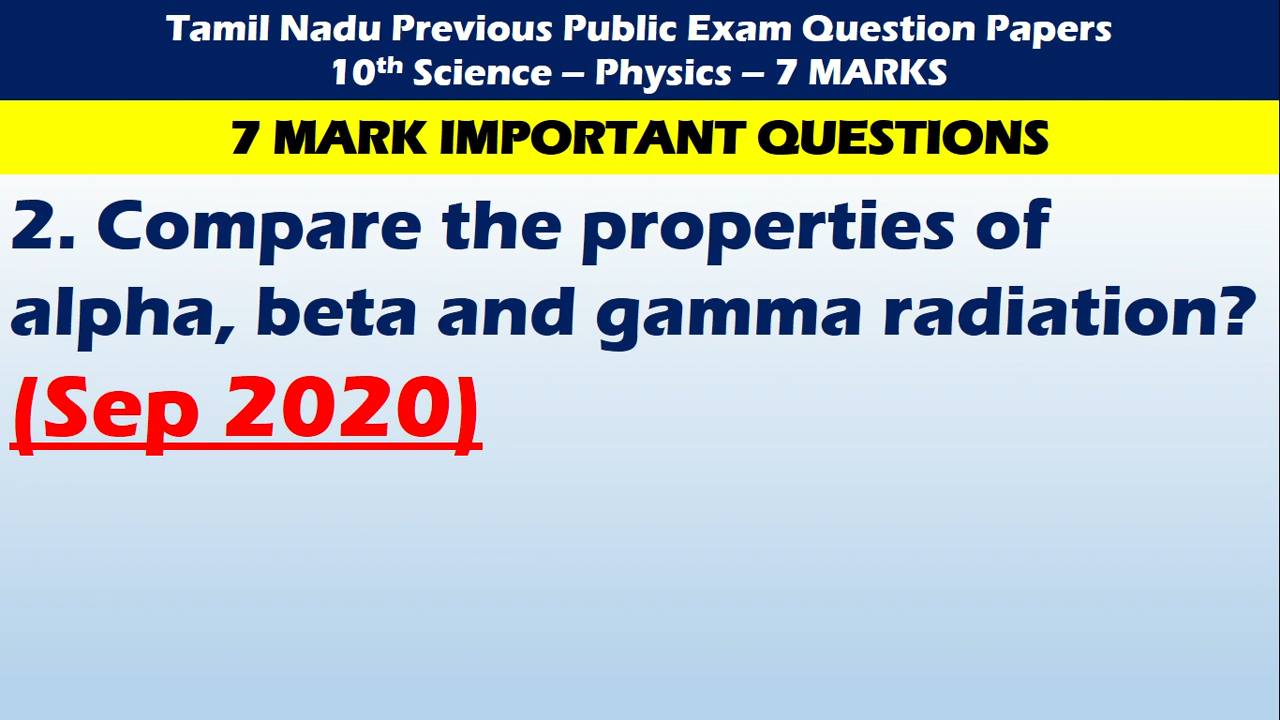 Tamil Nadu Previous Public Exam Question Papers
10th Science – Physics – 7 MARKS
7 MARK IMPORTANT QUESTIONS
2. Compare the properties of
alpha, beta and gamma radiation?
(Sep 2020)